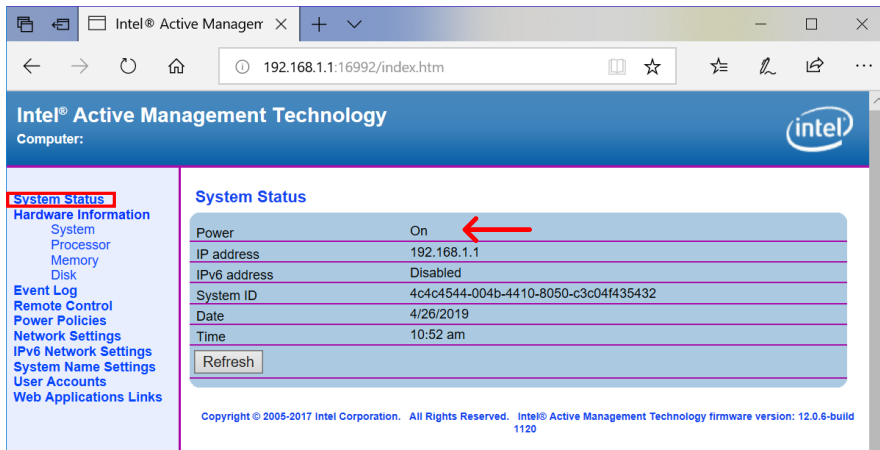 Intel® Active Managem
192.168.1.1:16992/index.htm
Intel® Active Management Technology
Computer:
intel
System Status
Hardware Information
System
Processor
Memory
Disk
Event Log
Remote Control
Power Policies
Network Settings
IPv6 Network Settings
System Name Settings
User Accounts
Web Applications Links
System Status
Power On
IP address 192.168.1.1
IPv6 address Disabled
System ID 4c4c4544-004b-4410-8050-c3c04f435432
Date 4/26/2019
Time 10:52 am
Refresh
Copyright © 2005-2017 Intel Corporation. All Rights Reserved. Intel® Active Management Technology firmware version: 12.0.6-build
1120